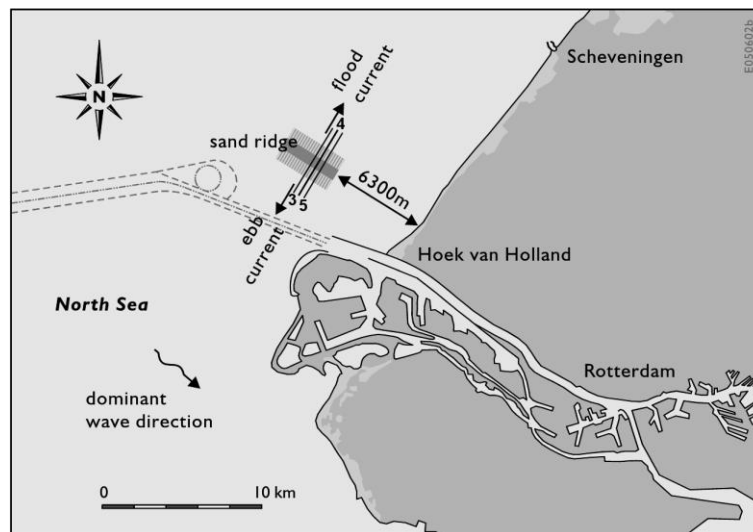 E050602b
Scheveningen
N
flood
current
sand ridge
4
3 5
6300m
ebb
current
Hoek van Holland
North Sea
Rotterdam
dominant
wave direction
0 10 km